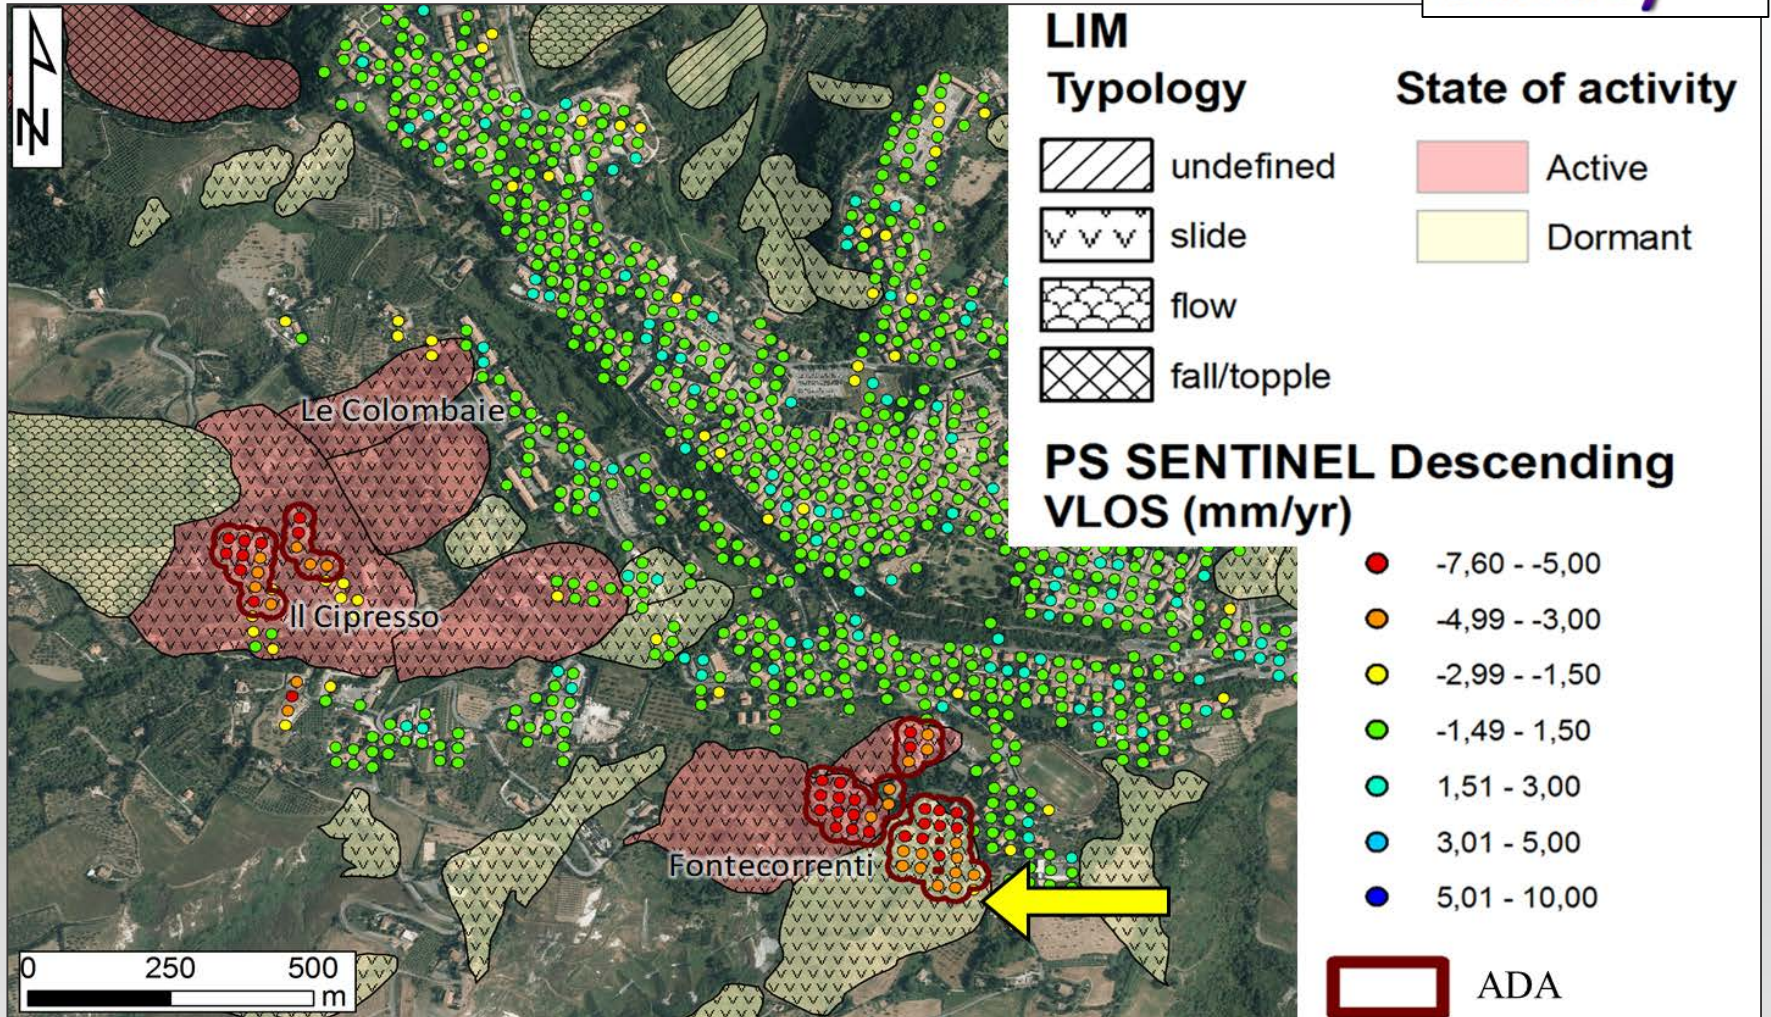 N
LIM
Typology
State of activity
undefined
Active
slide
Dormant
flow
fall/topple
PS SENTINEL Descending
VLOS (mm/yr)
-7,60 - -5,00
-4,99 - -3,00
-2,99 - -1,50
-1,49 - 1,50
1,51 - 3,00
3,01 - 5,00
5,01 - 10,00
ADA
Le Colombaie
Il Cipresso
Fontecorrenti
0 250 500
m